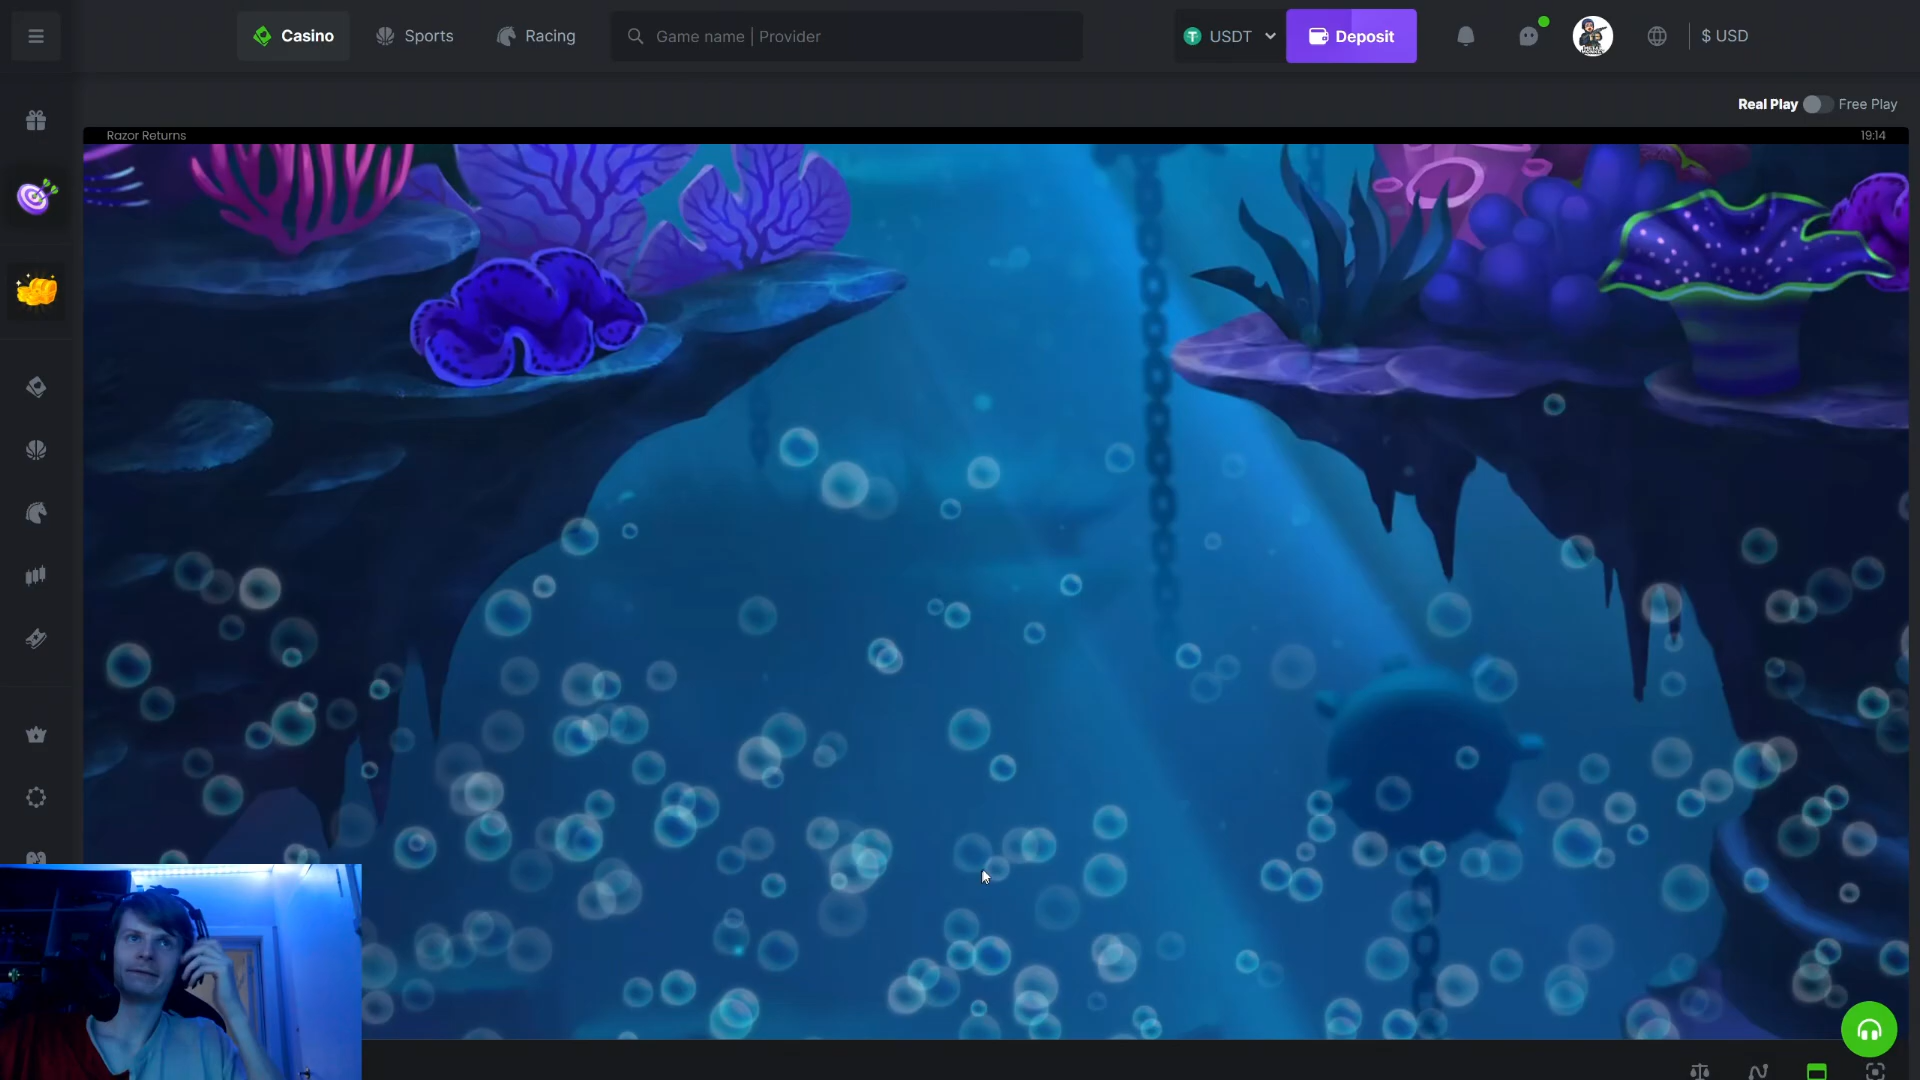 Casino
Sports
Racing
Game name | Provider
USDT
Deposit
$ USD
Real Play
Free Play
Razor Returns
19:14